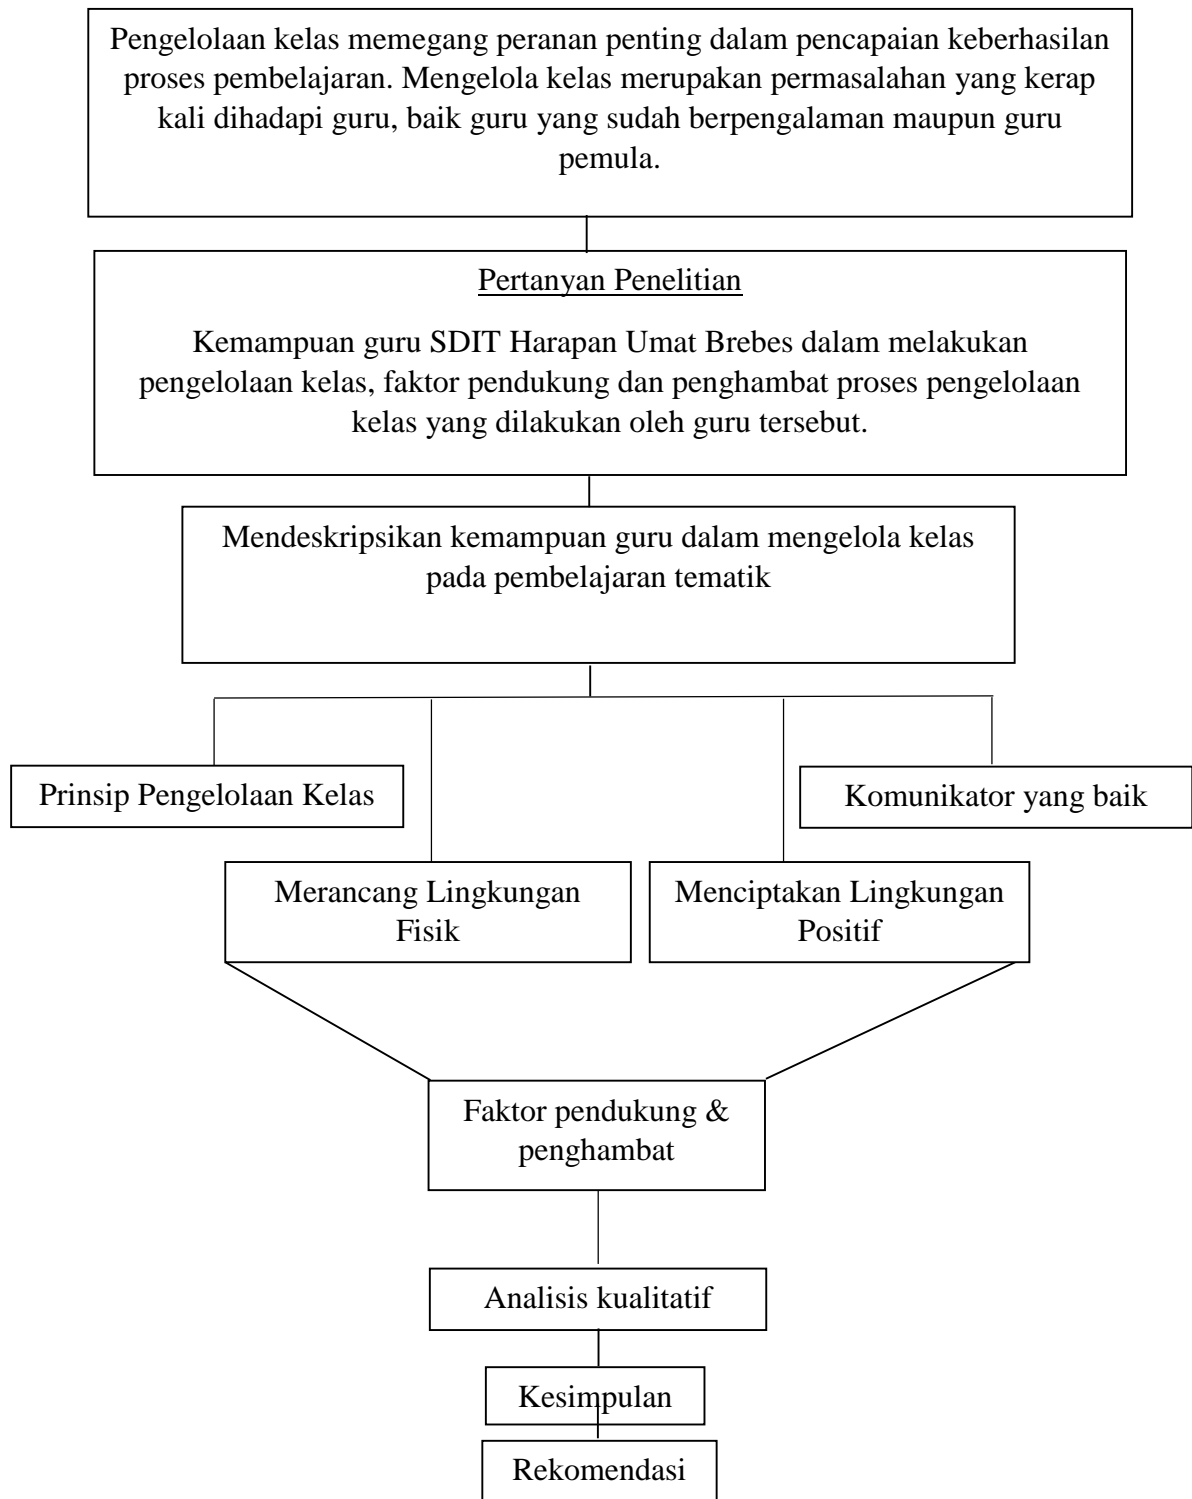 Pengelolaan kelas memegang peranan penting dalam pencapaian keberhasilan
proses pembelajaran. Mengelola kelas merupakan permasalahan yang kerap
kali dihadapi guru, baik guru yang sudah berpengalaman maupun guru
pemula.
Pertanyan Penelitian
Kemampuan guru SDIT Harapan Umat Brebes dalam melakukan
pengelolaan kelas, faktor pendukung dan penghambat proses pengelolaan
kelas yang dilakukan oleh guru tersebut.
Mendeskripsikan kemampuan guru dalam mengelola kelas
pada pembelajaran tematik
Prinsip Pengelolaan Kelas
Komunikator yang baik
Merancang Lingkungan
Fisik
Menciptakan Lingkungan
Positif
Faktor pendukung &
penghambat
Analisis kualitatif
Kesimpulan
Rekomendasi